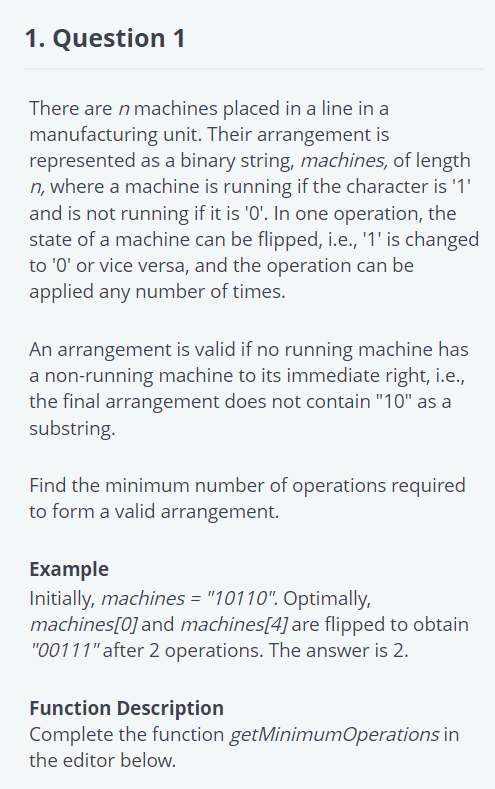 1. Question 1
There are n machines placed in a line in a
manufacturing unit. Their arrangement is
represented as a binary string, machines, of length
n, where a machine is running if the character is '1'
and is not running if it is '0'. In one operation, the
state of a machine can be flipped, i.e., '1' is changed
to '0' or vice versa, and the operation can be
applied any number of times.
An arrangement is valid if no running machine has
a non-running machine to its immediate right, i.e.,
the final arrangement does not contain "10" as a
substring.
Find the minimum number of operations required
to form a valid arrangement.
Example
Initially, machines = "10110". Optimally,
machines[0] and machines[4] are flipped to obtain
"00111" after 2 operations. The answer is 2.
Function Description
Complete the function getMinimumOperations in
the editor below.